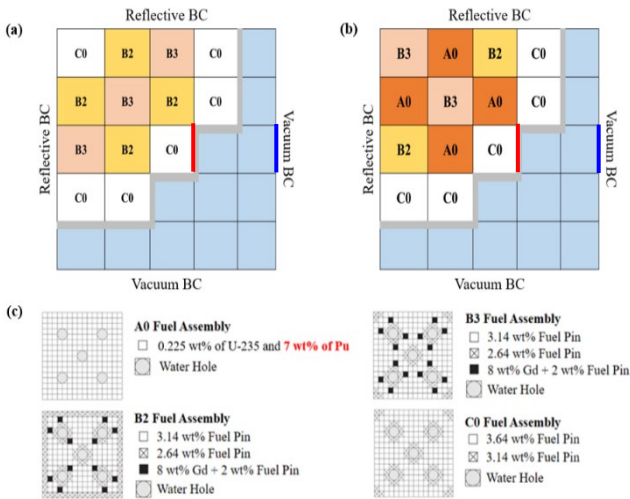 Reflective BC
Reflective BC
(a)
(b)
C0 B2 B3 C0
B2 B3 B2 C0
B3 B2 C0
C0 C0
Reflective BC
Vacuum BC
Vacuum BC
B3 A0 B2 C0
A0 B3 A0 C0
B2 A0 C0
C0 C0
Reflective BC
Vacuum BC
Vacuum BC
(c)
A0 Fuel Assembly
0.225 wt% of U-235 and 7 wt% of Pu
Water Hole
B2 Fuel Assembly
3.14 wt% Fuel Pin
2.64 wt% Fuel Pin
8 wt% Gd + 2 wt% Fuel Pin
Water Hole
B3 Fuel Assembly
3.14 wt% Fuel Pin
2.64 wt% Fuel Pin
8 wt% Gd + 2 wt% Fuel Pin
Water Hole
C0 Fuel Assembly
3.64 wt% Fuel Pin
3.14 wt% Fuel Pin
Water Hole